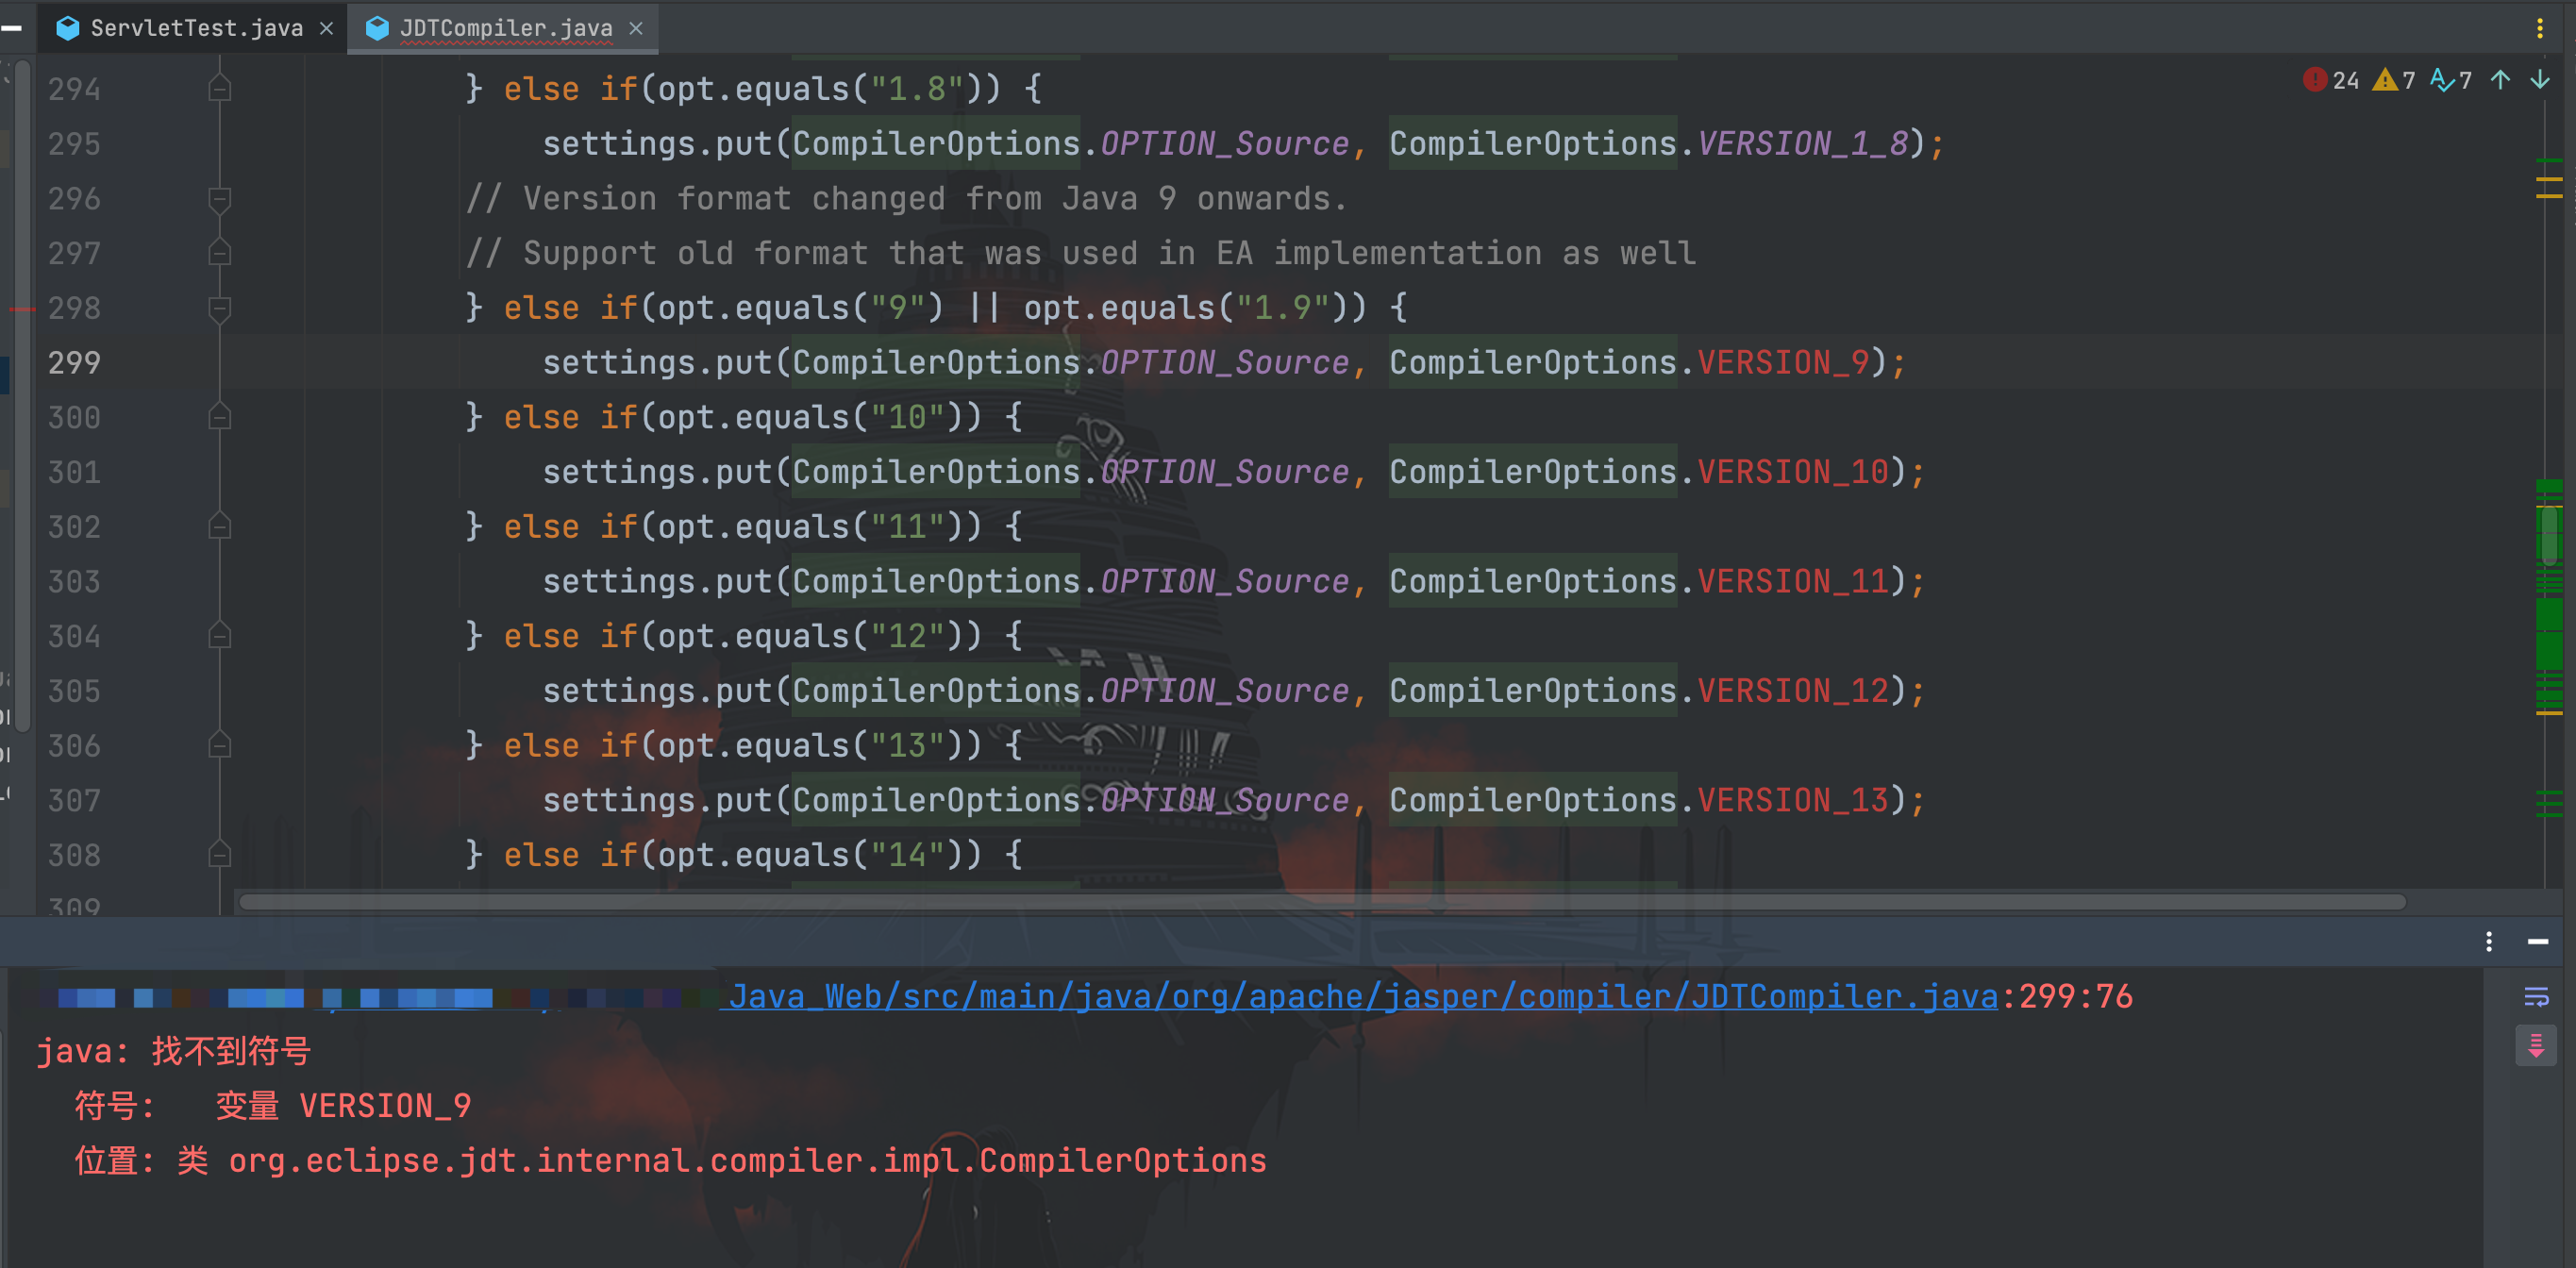 ServletTest.java × JDTCompiler.java ×
24 7 7
294 } else if(opt.equals("1.8")) {
295 settings.put(CompilerOptions.OPTION_Source, CompilerOptions.VERSION_1_8);
296 // Version format changed from Java 9 onwards.
297 // Support old format that was used in EA implementation as well
298 } else if(opt.equals("9") || opt.equals("1.9")) {
299 settings.put(CompilerOptions.OPTION_Source, CompilerOptions.VERSION_9);
300 } else if(opt.equals("10")) {
301 settings.put(CompilerOptions.OPTION_Source, CompilerOptions.VERSION_10);
302 } else if(opt.equals("11")) {
303 settings.put(CompilerOptions.OPTION_Source, CompilerOptions.VERSION_11);
304 } else if(opt.equals("12")) {
305 settings.put(CompilerOptions.OPTION_Source, CompilerOptions.VERSION_12);
306 } else if(opt.equals("13")) {
307 settings.put(CompilerOptions.OPTION_Source, CompilerOptions.VERSION_13);
308 } else if(opt.equals("14")) {
309
Java_Web/src/main/java/org/apache/jasper/compiler/JDTCompiler.java:299:76
java: 找不到符号
符号: 变量 VERSION_9
位置: 类 org.eclipse.jdt.internal.compiler.impl.CompilerOptions